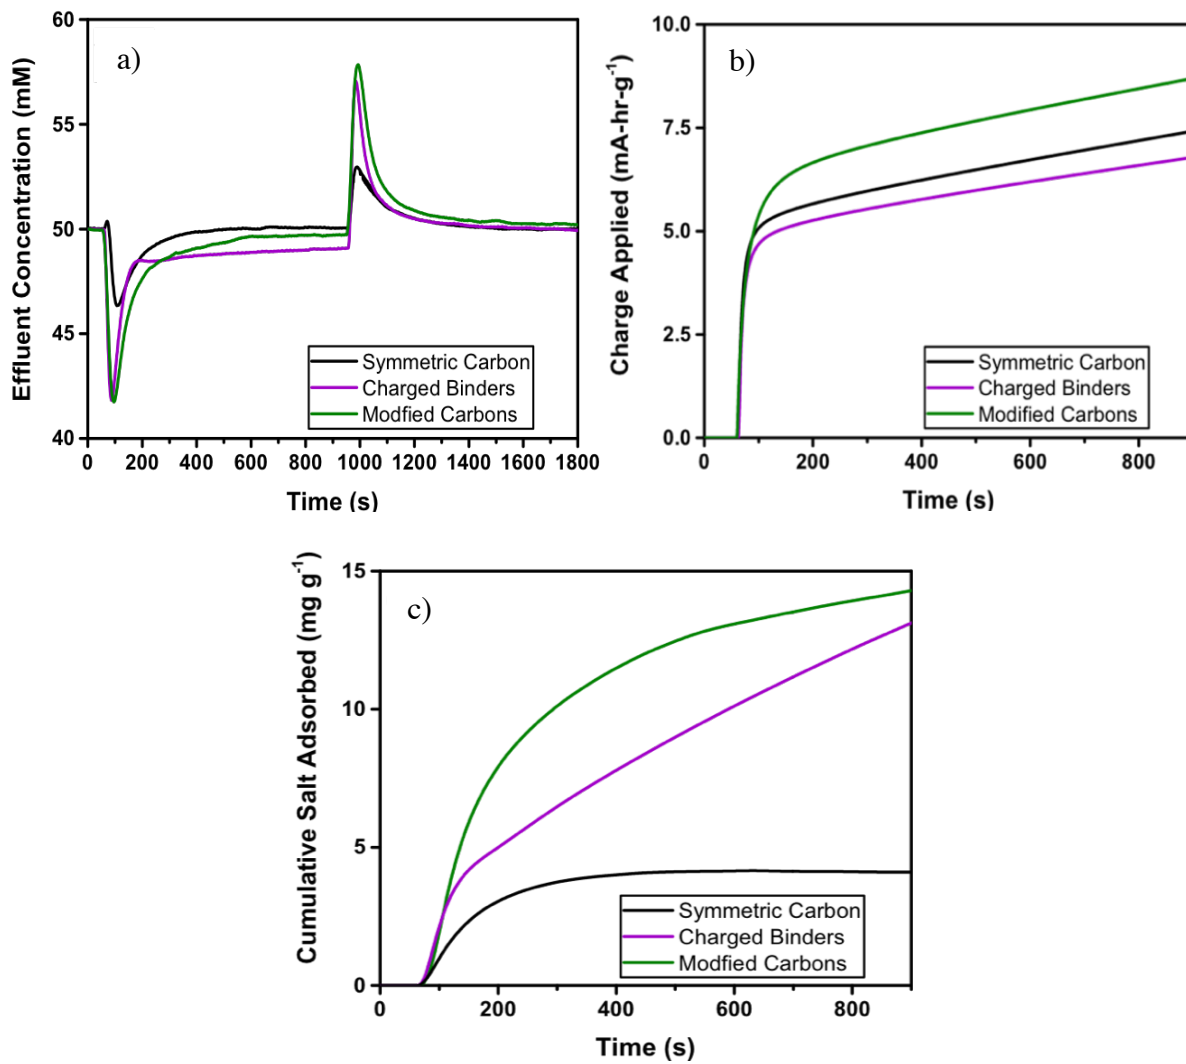 a)
Effluent Concentration (mM)
60
55
50
45
40
0 200 400 600 800 1000 1200 1400 1600 1800
Time (s)
Symmetric Carbon
Charged Binders
Modfied Carbons
b)
Charge Applied (mA-hr-g-1)
10.0
7.5
5.0
2.5
0.0
0 200 400 600 800
Time (s)
Symmetric Carbon
Charged Binders
Modified Carbons
c)
Cumulative Salt Adsorbed (mg g-1)
15
10
5
0
0 200 400 600 800
Time (s)
Symmetric Carbon
Charged Binders
Modfied Carbons